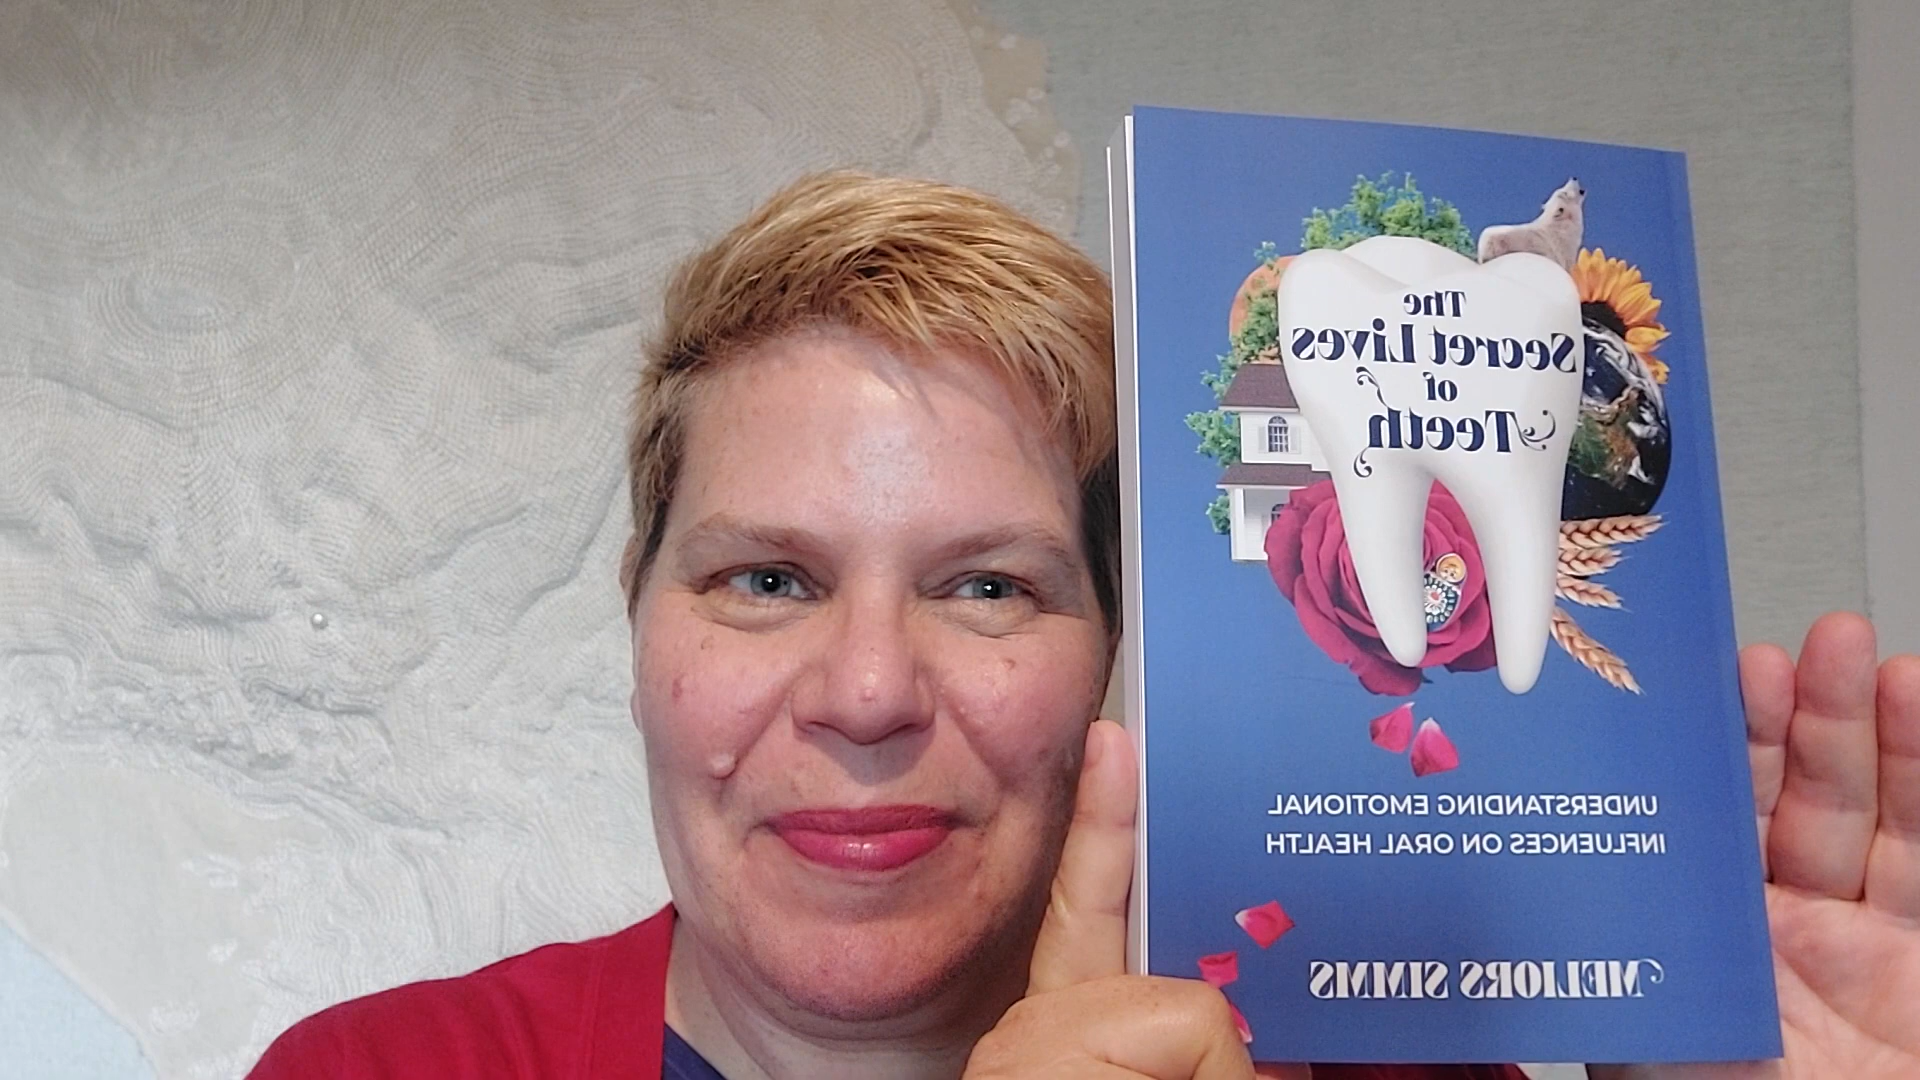 The
Secret Lives
of
Teeth
UNDERSTANDING EMOTIONAL
INFLUENCES ON ORAL HEALTH
MELIORS SIMMS